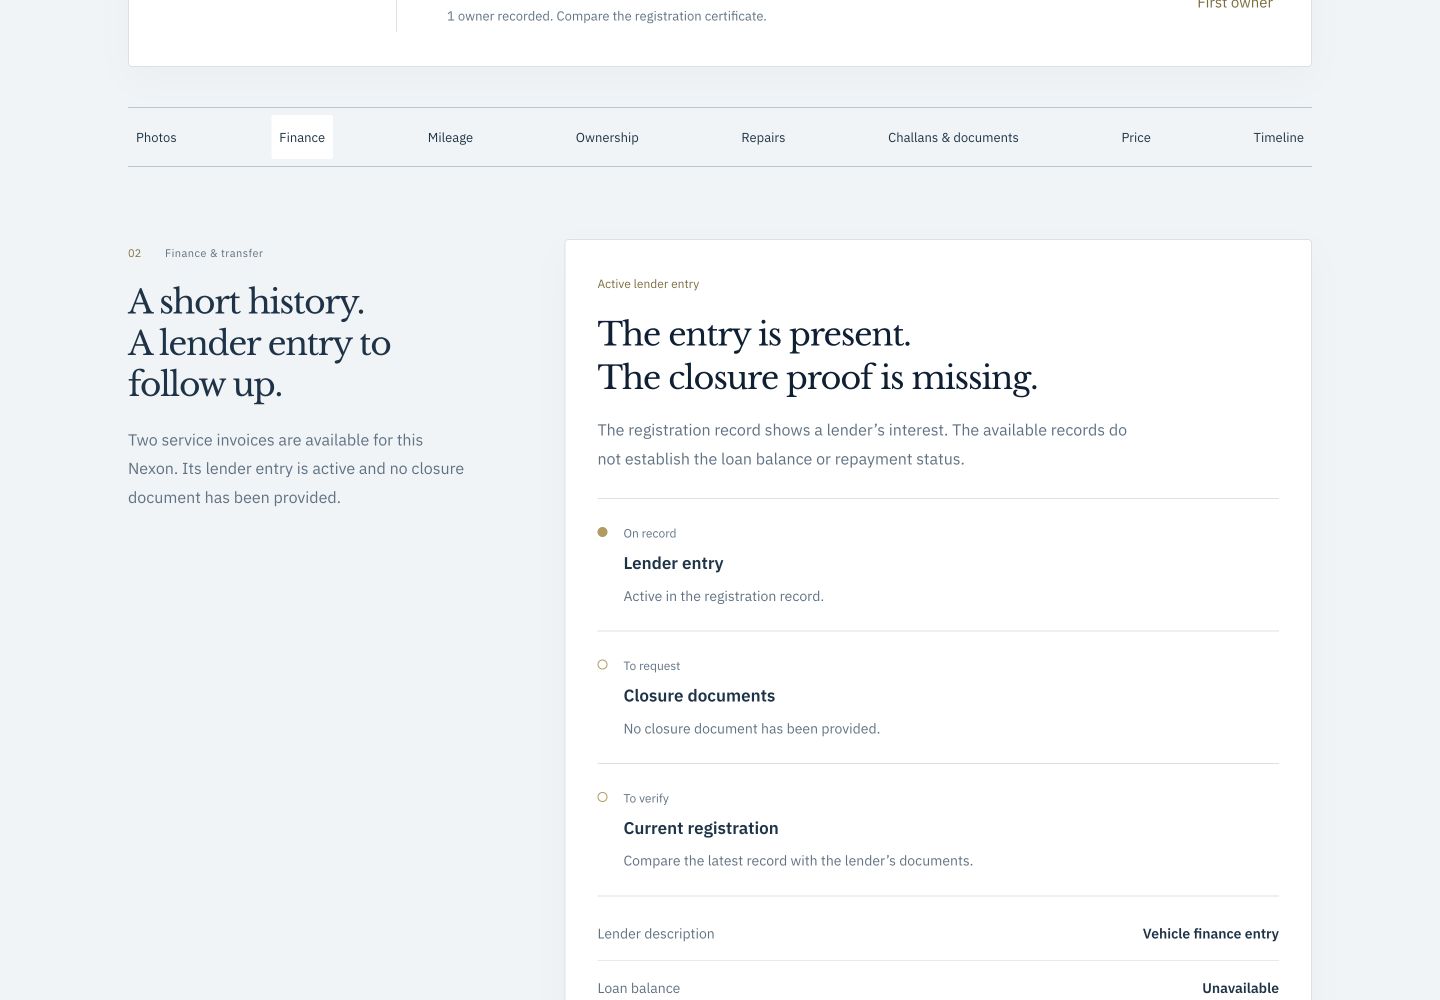 1 owner recorded. Compare the registration certificate.
First owner
Photos
Finance
Mileage
Ownership
Repairs
Challans & documents
Price
Timeline
02
Finance & transfer
A short history.
A lender entry to
follow up.
Two service invoices are available for this
Nexon. Its lender entry is active and no closure
document has been provided.
Active lender entry
The entry is present.
The closure proof is missing.
The registration record shows a lender’s interest. The available records do
not establish the loan balance or repayment status.
On record
Lender entry
Active in the registration record.
To request
Closure documents
No closure document has been provided.
To verify
Current registration
Compare the latest record with the lender’s documents.
Lender description
Vehicle finance entry
Loan balance
Unavailable